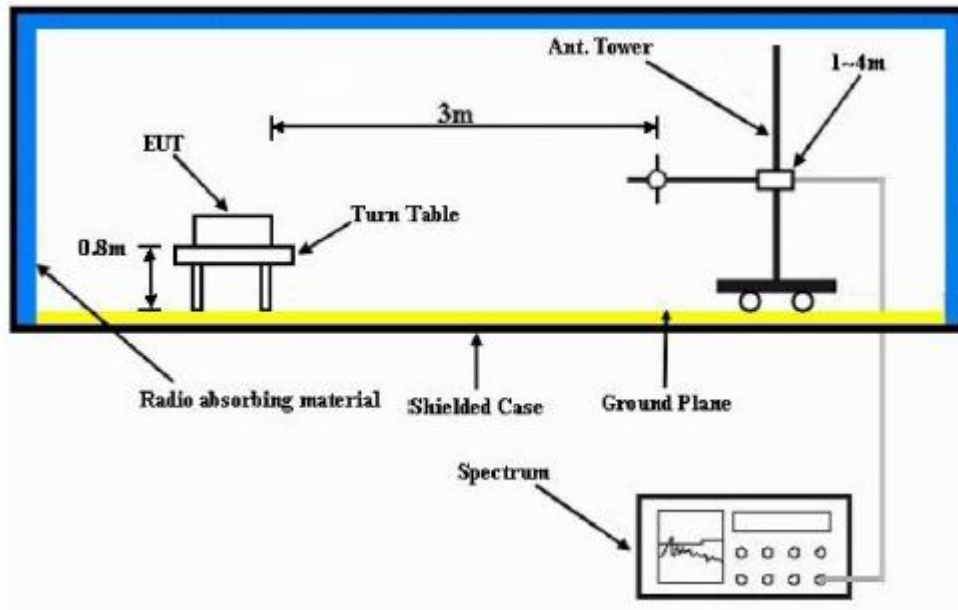 Ant. Tower
1~4m
3m
EUT
Turn Table
0.8m
Radio absorbing material
Shielded Case
Ground Plane
Spectrum